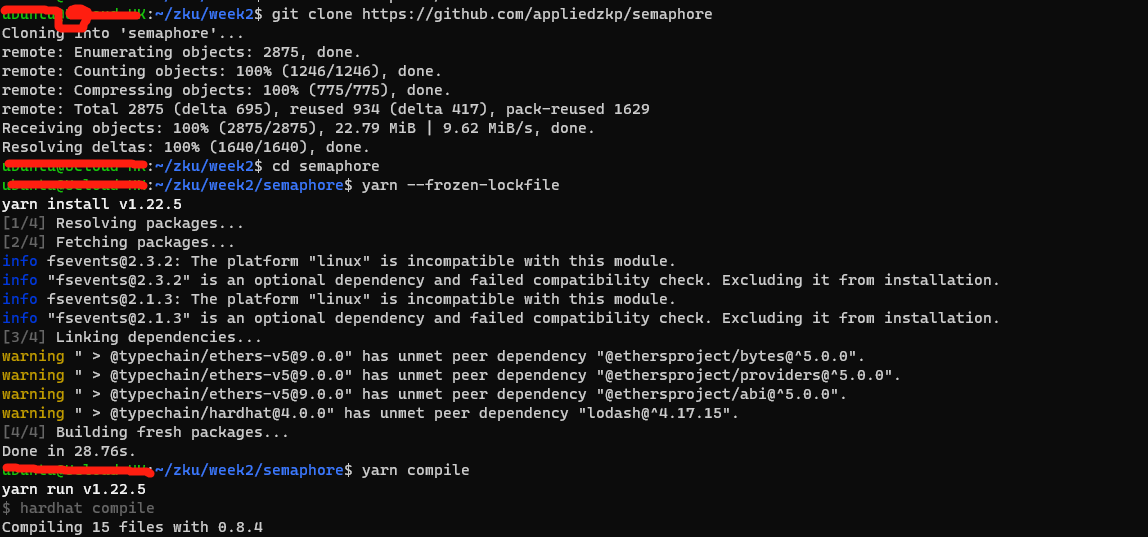 :~/zku/week2$ git clone https://github.com/appliedzkp/semaphore
Cloning into 'semaphore'...
remote: Enumerating objects: 2875, done.
remote: Counting objects: 100% (1246/1246), done.
remote: Compressing objects: 100% (775/775), done.
remote: Total 2875 (delta 695), reused 934 (delta 417), pack-reused 1629
Receiving objects: 100% (2875/2875), 22.79 MiB | 9.62 MiB/s, done.
Resolving deltas: 100% (1640/1640), done.
:~/zku/week2$ cd semaphore
:~/zku/week2/semaphore$ yarn --frozen-lockfile
yarn install v1.22.5
[1/4] Resolving packages...
[2/4] Fetching packages...
info fsevents@2.3.2: The platform "linux" is incompatible with this module.
info "fsevents@2.3.2" is an optional dependency and failed compatibility check. Excluding it from installation.
info fsevents@2.1.3: The platform "linux" is incompatible with this module.
info "fsevents@2.1.3" is an optional dependency and failed compatibility check. Excluding it from installation.
[3/4] Linking dependencies...
warning " > @typechain/ethers-v5@9.0.0" has unmet peer dependency "@ethersproject/bytes@^5.0.0".
warning " > @typechain/ethers-v5@9.0.0" has unmet peer dependency "@ethersproject/providers@^5.0.0".
warning " > @typechain/ethers-v5@9.0.0" has unmet peer dependency "@ethersproject/abi@^5.0.0".
warning " > @typechain/hardhat@4.0.0" has unmet peer dependency "lodash@^4.17.15".
[4/4] Building fresh packages...
Done in 28.76s.
:~/zku/week2/semaphore$ yarn compile
yarn run v1.22.5
$ hardhat compile
Compiling 15 files with 0.8.4